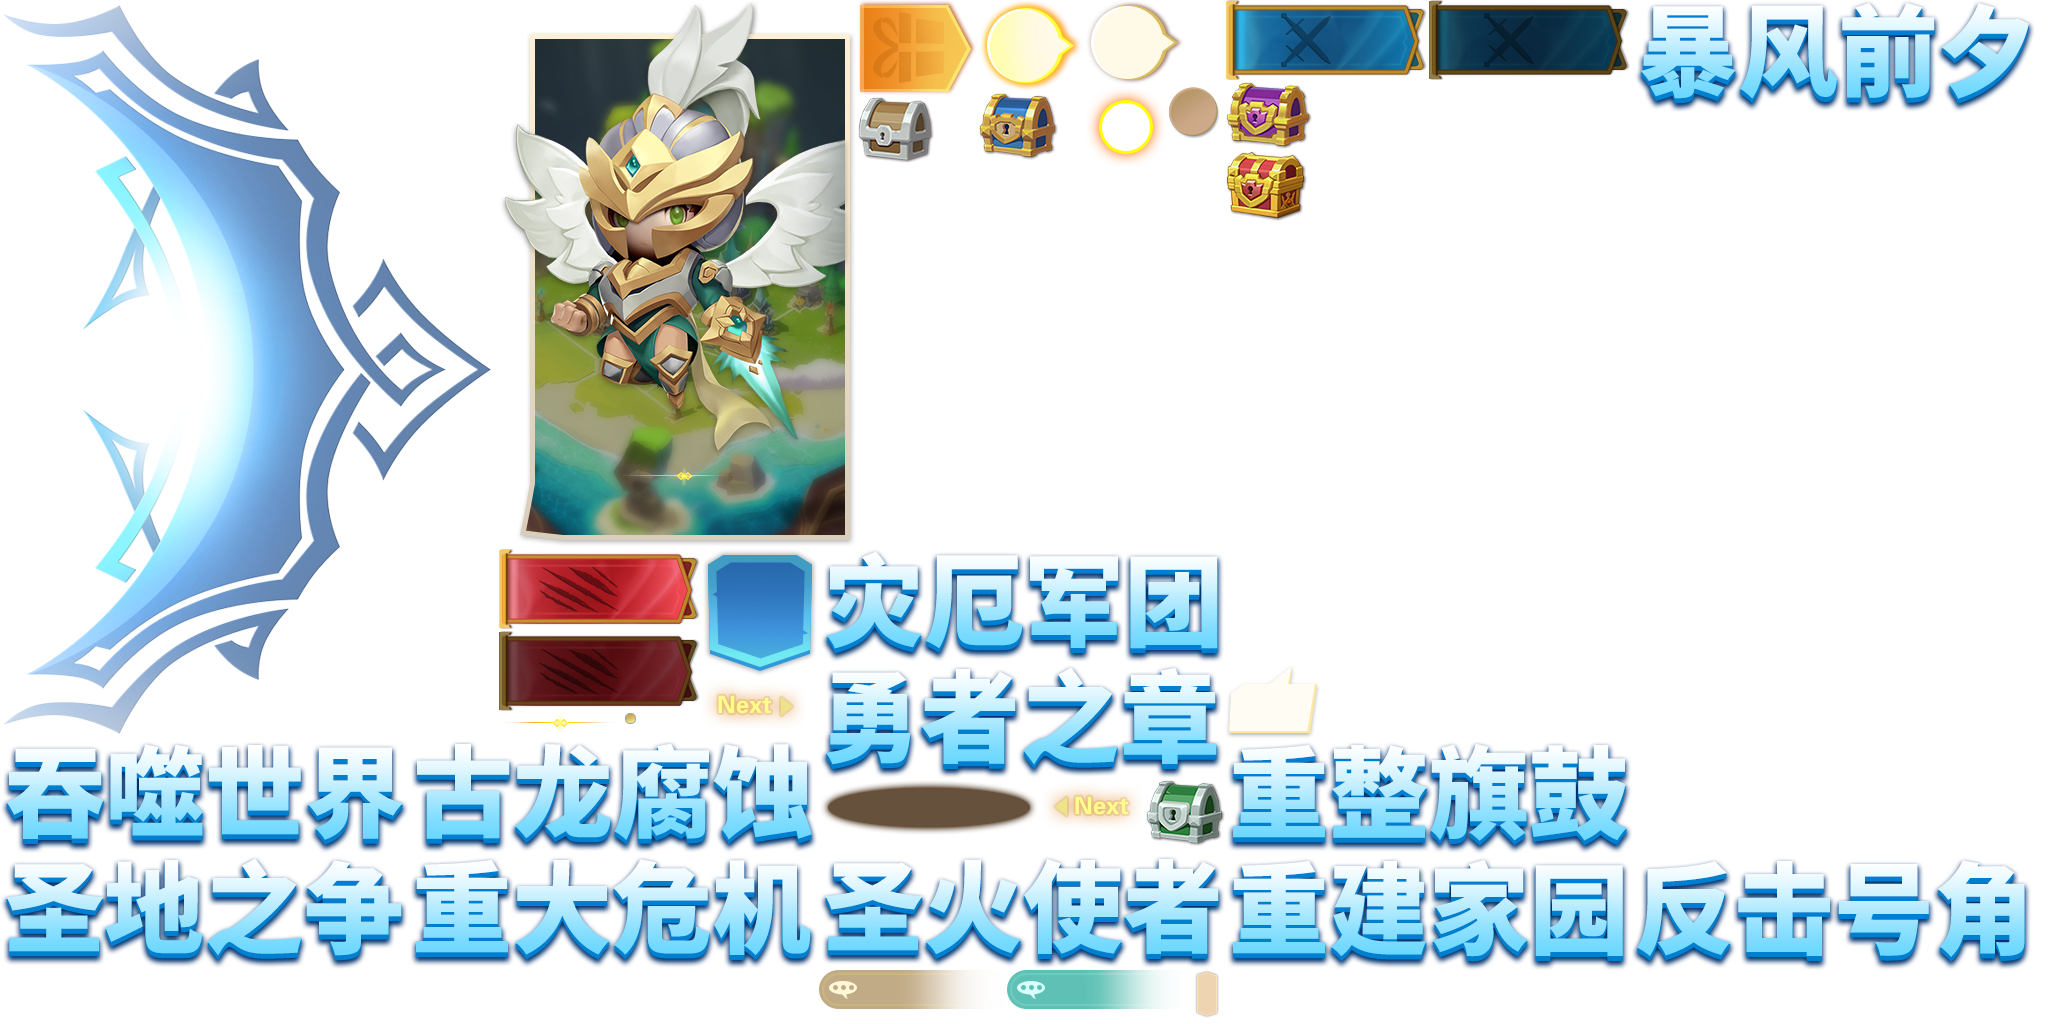 暴风前夕
灾厄军团
Next
勇者之章
吞噬世界
古龙腐蚀
Next
重整旗鼓
圣地之争
重大危机
圣火使者
重建家园
反击号角